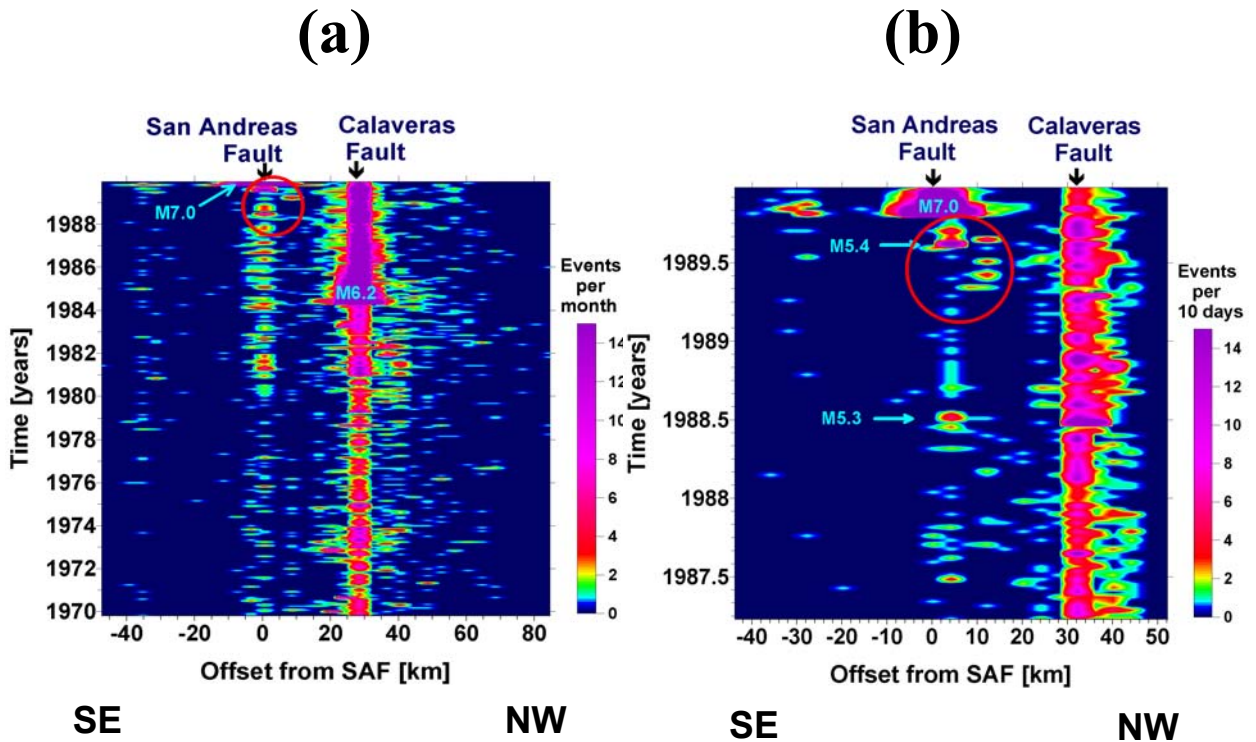 (a)
San Andreas
Fault
Calaveras
Fault
M7.0
M6.2
1988
1986
1984
1982
1980
1978
1976
1974
1972
1970
Time [years]
-40 -20 0 20 40 60 80
Offset from SAF [km]
SE NW
Events
per
month
14
12
10
8
6
4
2
0
(b)
San Andreas
Fault
Calaveras
Fault
M7.0
M5.4
M5.3
1989.5
1989
1988.5
1988
1987.5
Time [years]
-40 -30 -20 -10 0 10 20 30 40 50
Offset from SAF [km]
SE NW
Events
per
10 days
14
12
10
8
6
4
2
0